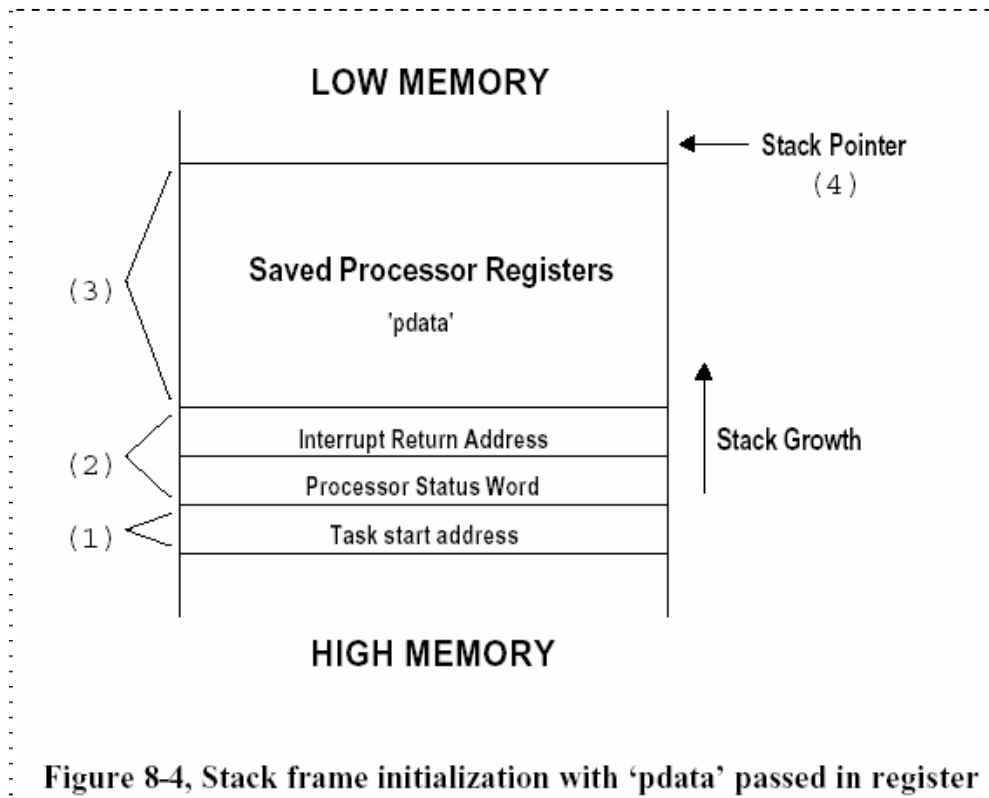 LOW MEMORY
Stack Pointer
(4)
Saved Processor Registers
'pdata'
(3)
Interrupt Return Address
Stack Growth
(2)
Processor Status Word
(1)
Task start address
HIGH MEMORY
Figure 8-4, Stack frame initialization with ‘pdata’ passed in register